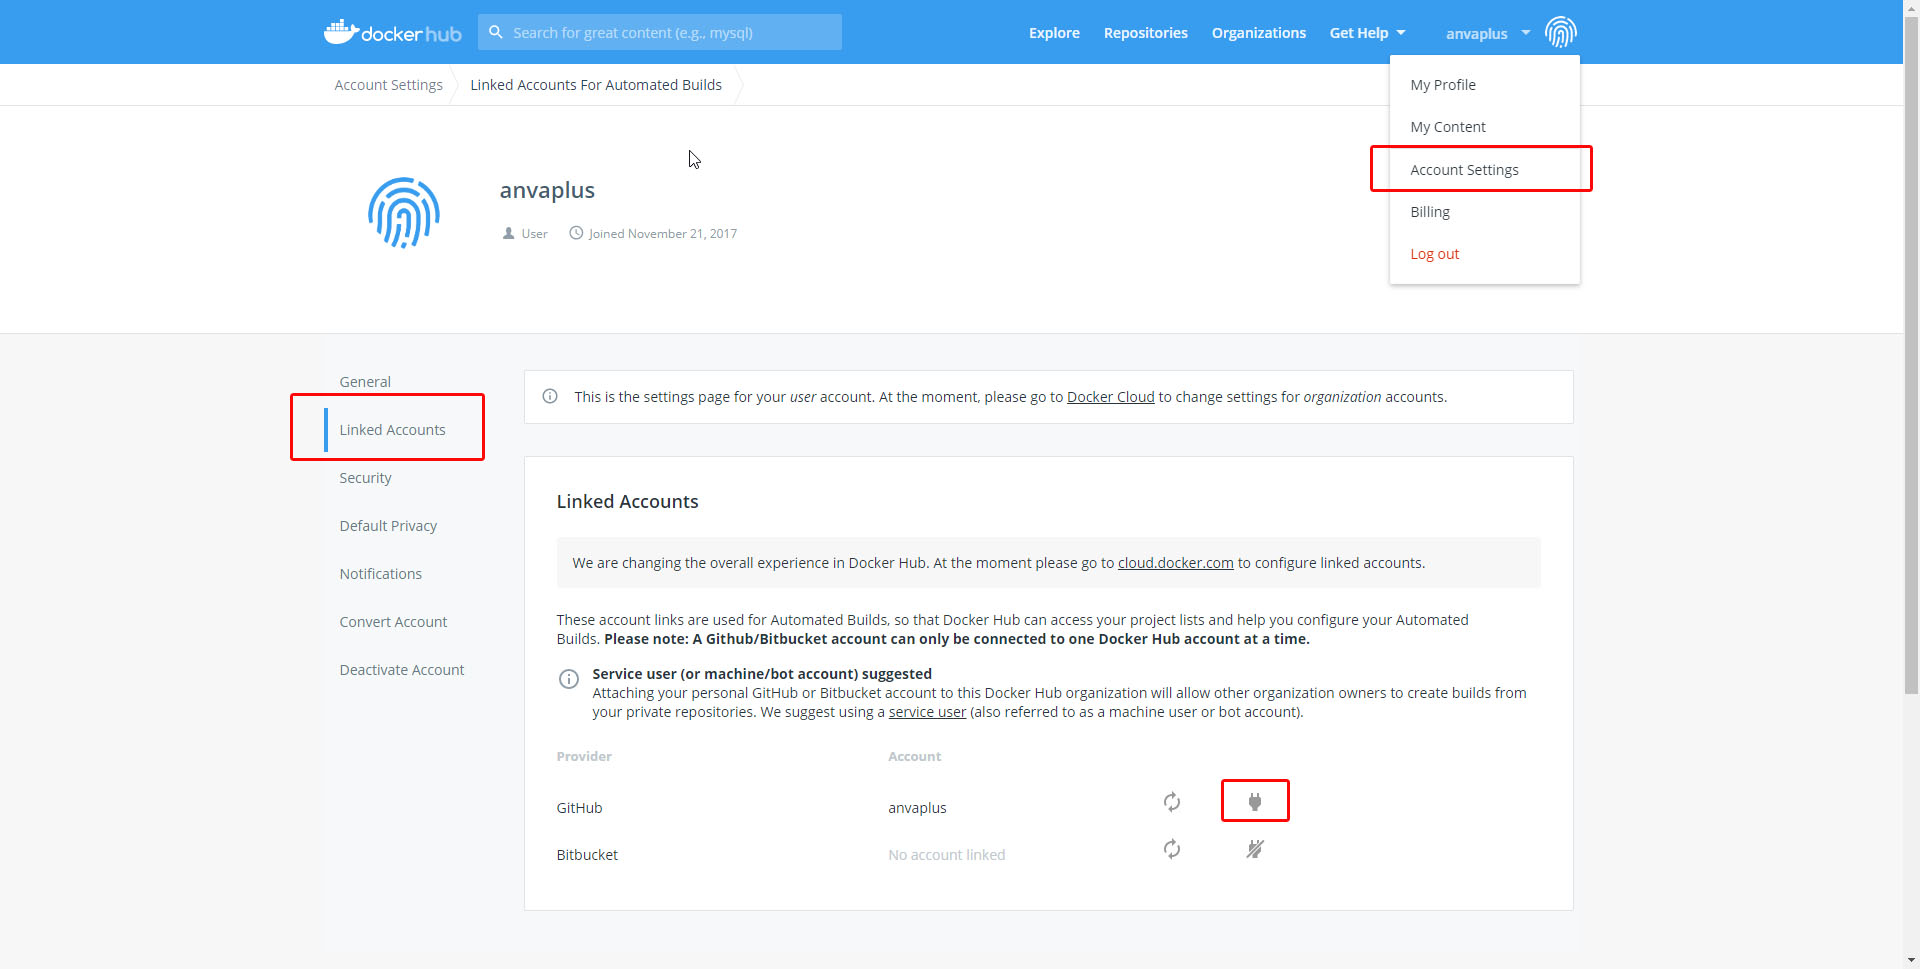 docker hub
Search for great content (e.g., mysql)
Explore
Repositories
Organizations
Get Help
anvaplus
Account Settings
Linked Accounts For Automated Builds
My Profile
My Content
Account Settings
Billing
Log out
anvaplus
User
Joined November 21, 2017
General
Linked Accounts
Security
Default Privacy
Notifications
Convert Account
Deactivate Account
This is the settings page for your user account. At the moment, please go to Docker Cloud to change settings for organization accounts.
Linked Accounts
We are changing the overall experience in Docker Hub. At the moment please go to cloud.docker.com to configure linked accounts.
These account links are used for Automated Builds, so that Docker Hub can access your project lists and help you configure your Automated
Builds. Please note: A Github/Bitbucket account can only be connected to one Docker Hub account at a time.
Service user (or machine/bot account) suggested
Attaching your personal GitHub or Bitbucket account to this Docker Hub organization will allow other organization owners to create builds from
your private repositories. We suggest using a service user (also referred to as a machine user or bot account).
Provider
Account
GitHub
anvaplus
Bitbucket
No account linked